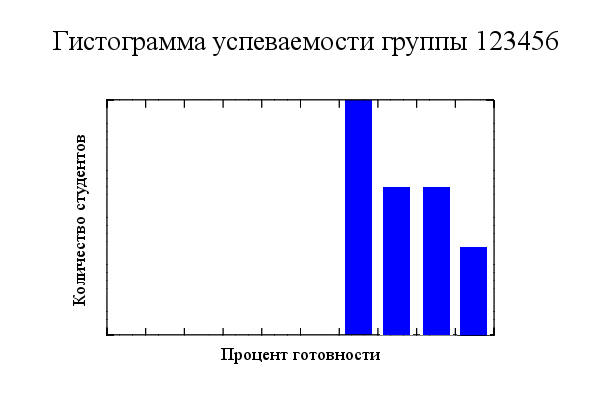 Гистограмма успеваемости группы 123456
Количество студентов
Процент готовности